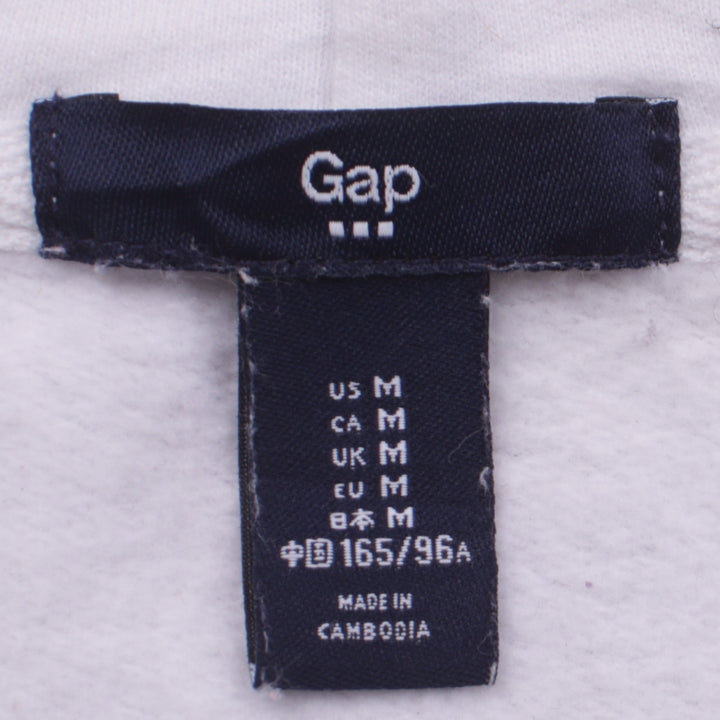 Gap
US M
CA M
UK M
EU M
日本 M
中国 165/96A
MADE IN
CAMBODIA